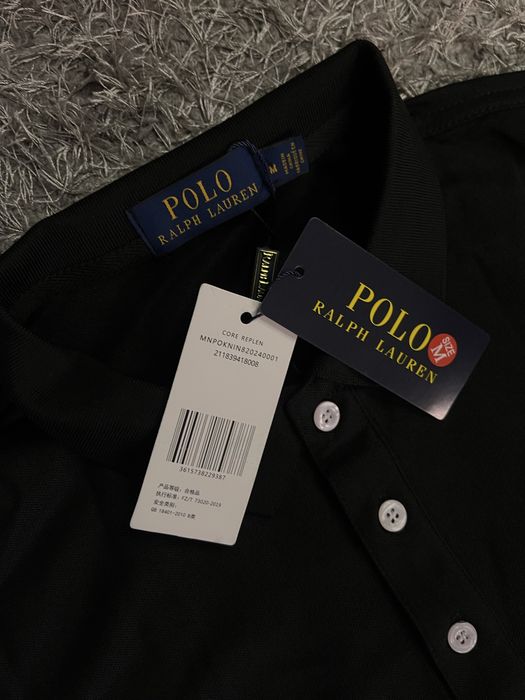 POLO
RALPH LAUREN
M
POLO
RALPH LAUREN
SIZE
M
CORE REPLEN
MNPOKNIN820240001
211839418008
3615738229387
产品等级: 合格品
执行标准: FZ/T 73020-2019
安全类别:
GB 18401-2010 B类